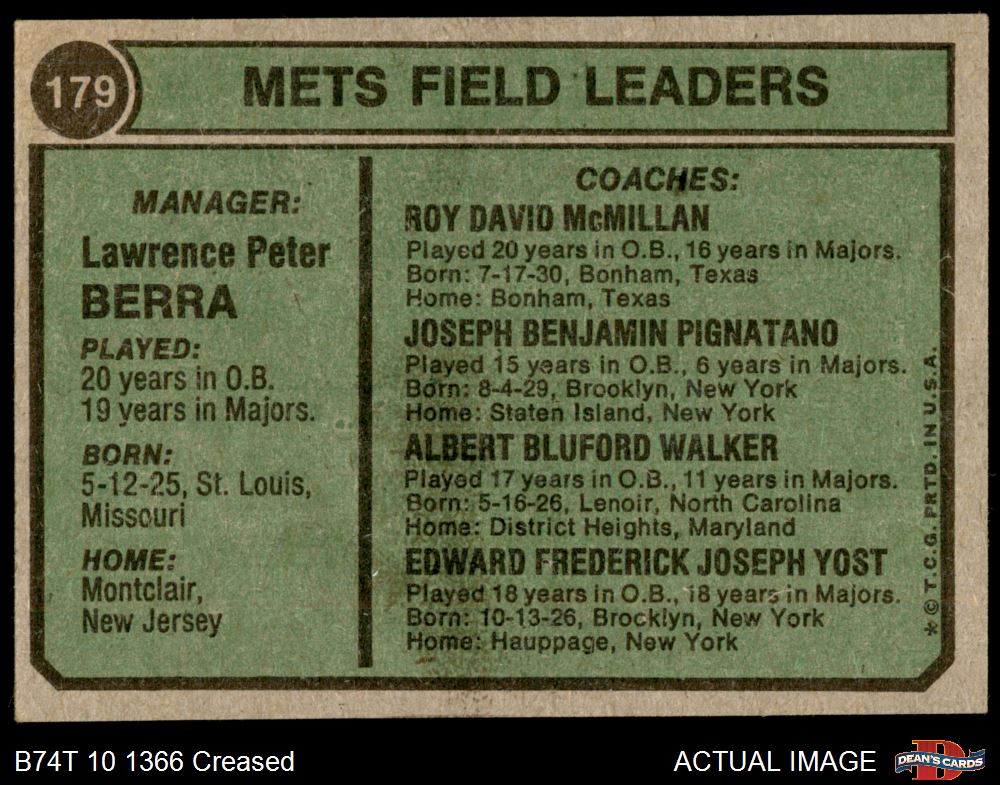 179
METS FIELD LEADERS
MANAGER:
Lawrence Peter
BERRA
PLAYED:
20 years in O.B.
19 years in Majors.
BORN:
5-12-25, St. Louis,
Missouri
HOME:
Montclair,
New Jersey
COACHES:
ROY DAVID McMILLAN
Played 20 years in O.B., 16 years in Majors.
Born: 7-17-30, Bonham, Texas
Home: Bonham, Texas
JOSEPH BENJAMIN PIGNATANO
Played 15 years in O.B., 6 years in Majors.
Born: 8-4-29, Brooklyn, New York
Home: Staten Island, New York
ALBERT BLUFORD WALKER
Played 17 years in O.B., 11 years in Majors.
Born: 5-16-26, Lenoir, North Carolina
Home: District Heights, Maryland
EDWARD FREDERICK JOSEPH YOST
Played 18 years in O.B., 18 years in Majors.
Born: 10-13-26, Brooklyn, New York
Home: Hauppage, New York
* © T.C.G. PRTD. IN U.S.A.
B74T 10 1366 Creased
ACTUAL IMAGE
D
DEAN'S CARDS